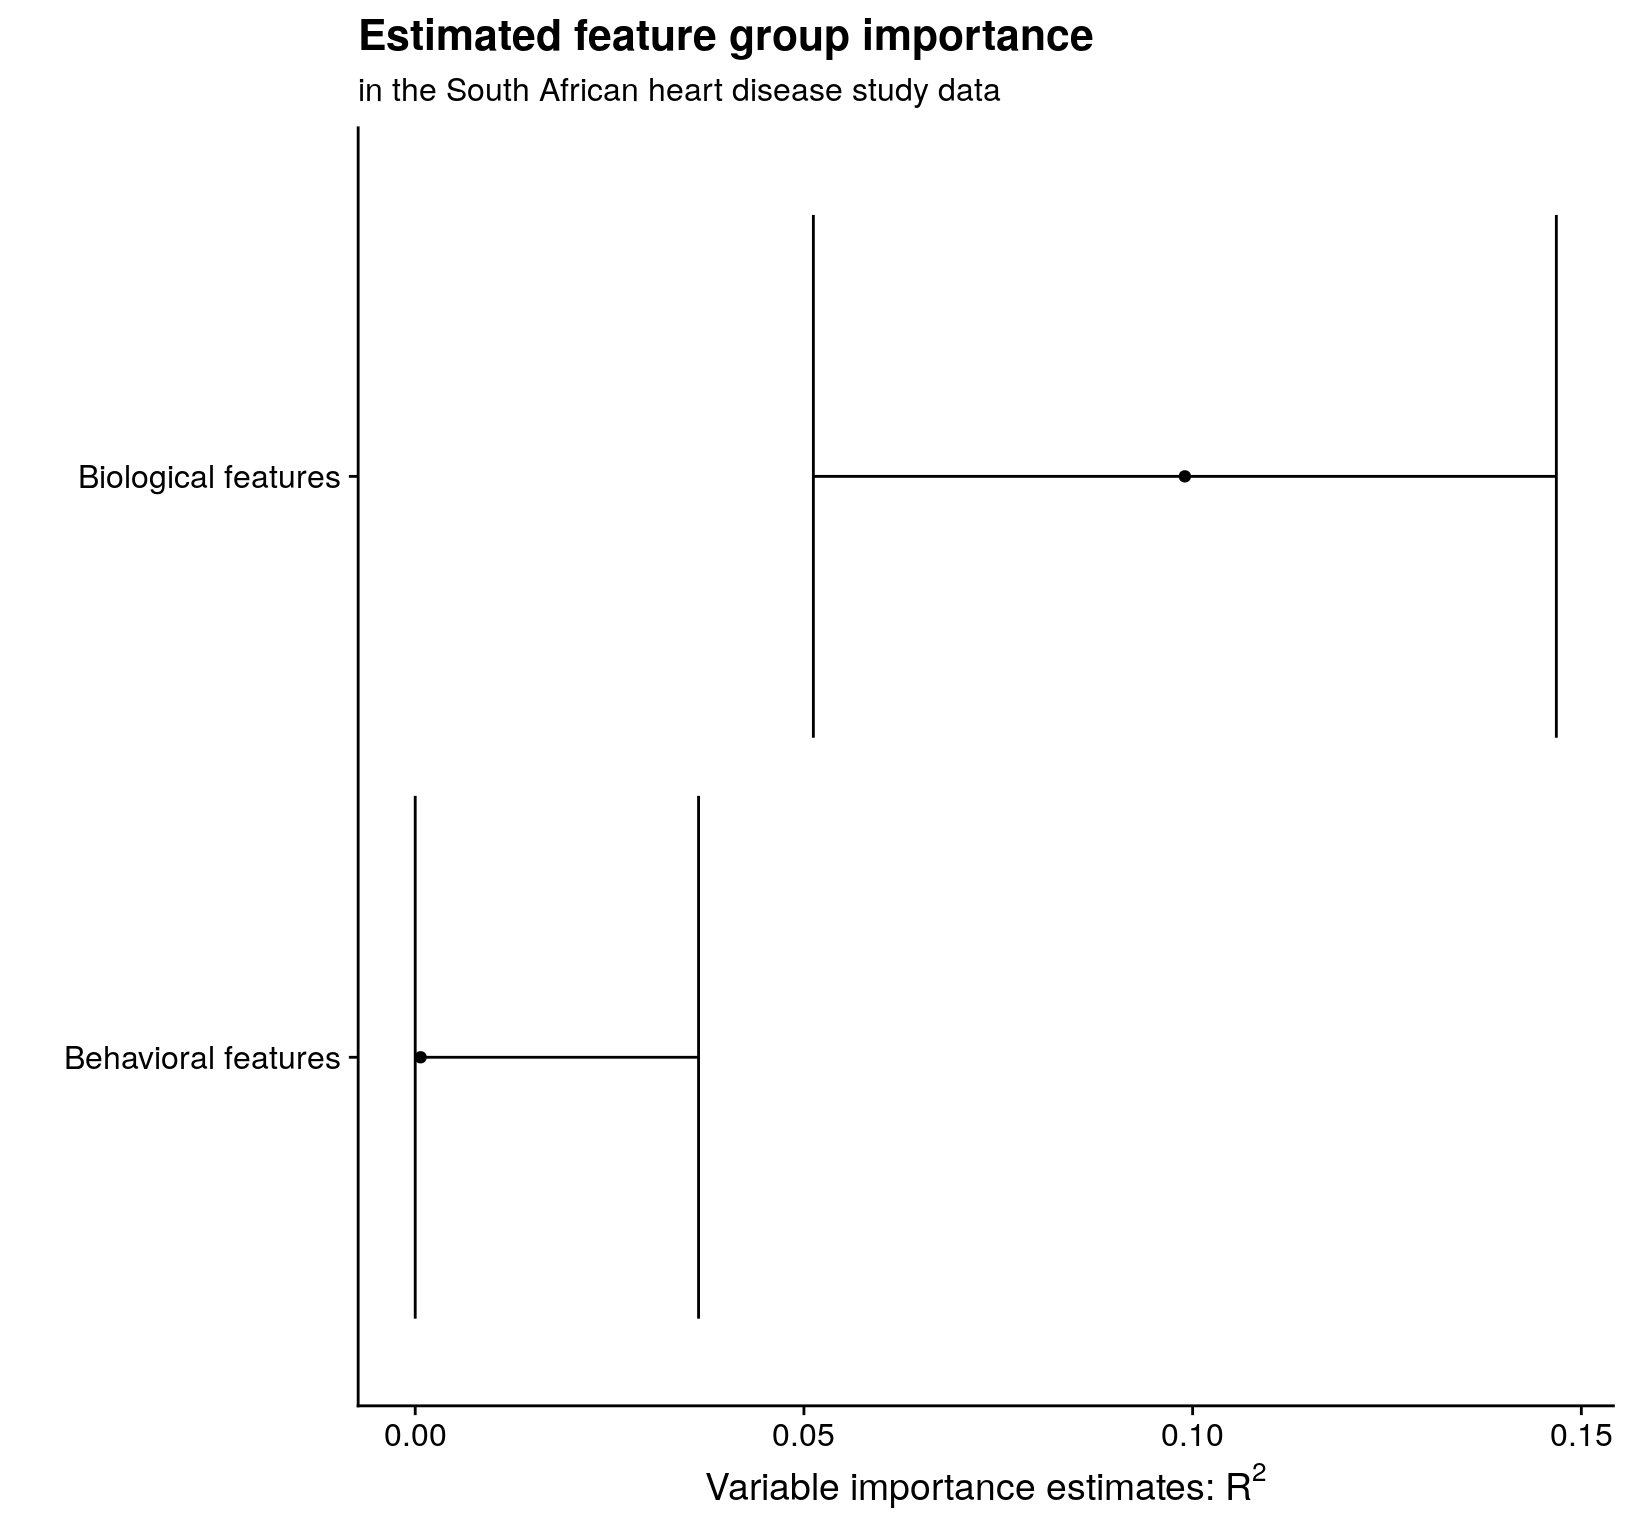 Estimated feature group importance
in the South African heart disease study data
Biological features
Behavioral features
0.00 0.05 0.10 0.15
Variable importance estimates: R²